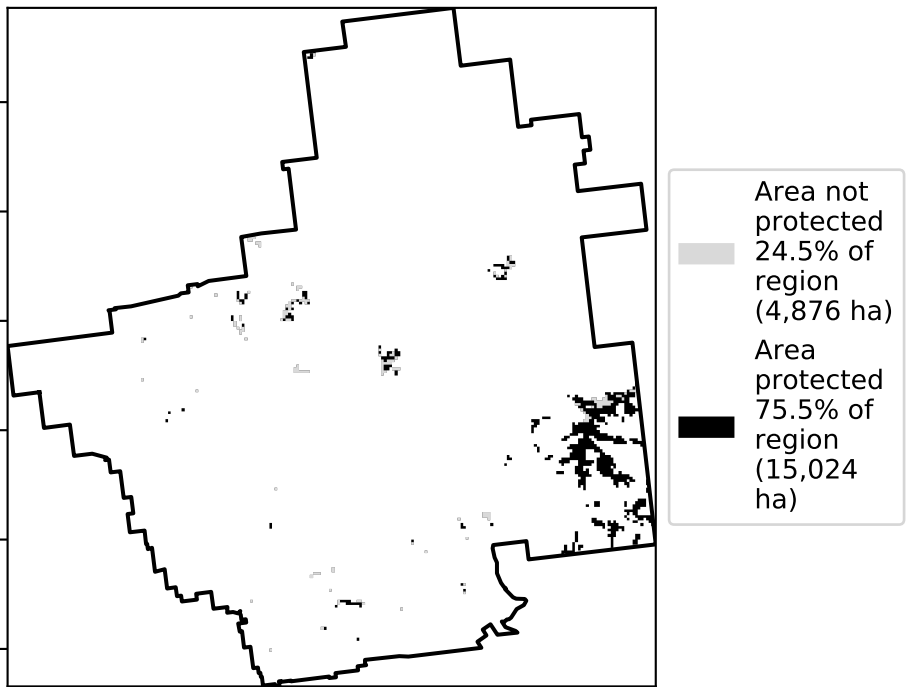 Area not
protected
24.5% of
region
(4,876 ha)
Area
protected
75.5% of
region
(15,024
ha)